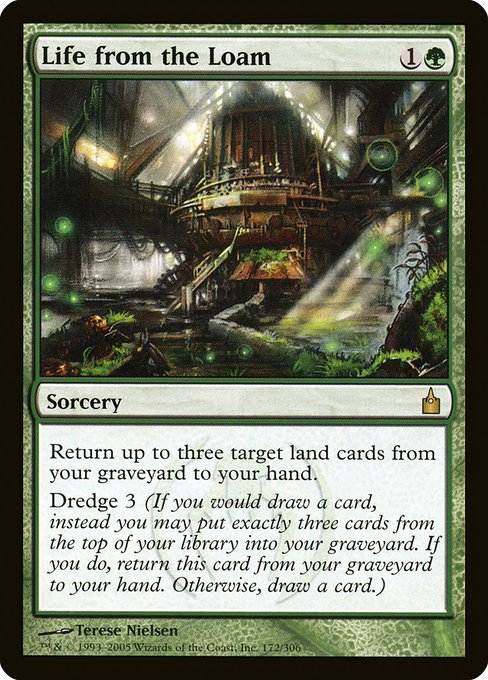 Life from the Loam 1
Sorcery
Return up to three target land cards from
your graveyard to your hand.
Dredge 3 (If you would draw a card,
instead you may put exactly three cards from
the top of your library into your graveyard. If
you do, return this card from your graveyard
to your hand. Otherwise, draw a card.)
Terese Nielsen
™ & © 1993–2005 Wizards of the Coast, Inc. 172/306